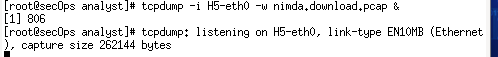 [root@secOps analyst]# tcpdump -i H5-eth0 -w nimda.download.pcap &
[1] 806
[root@secOps analyst]# tcpdump: listening on H5-eth0, link-type EN10MB (Ethernet
), capture size 262144 bytes